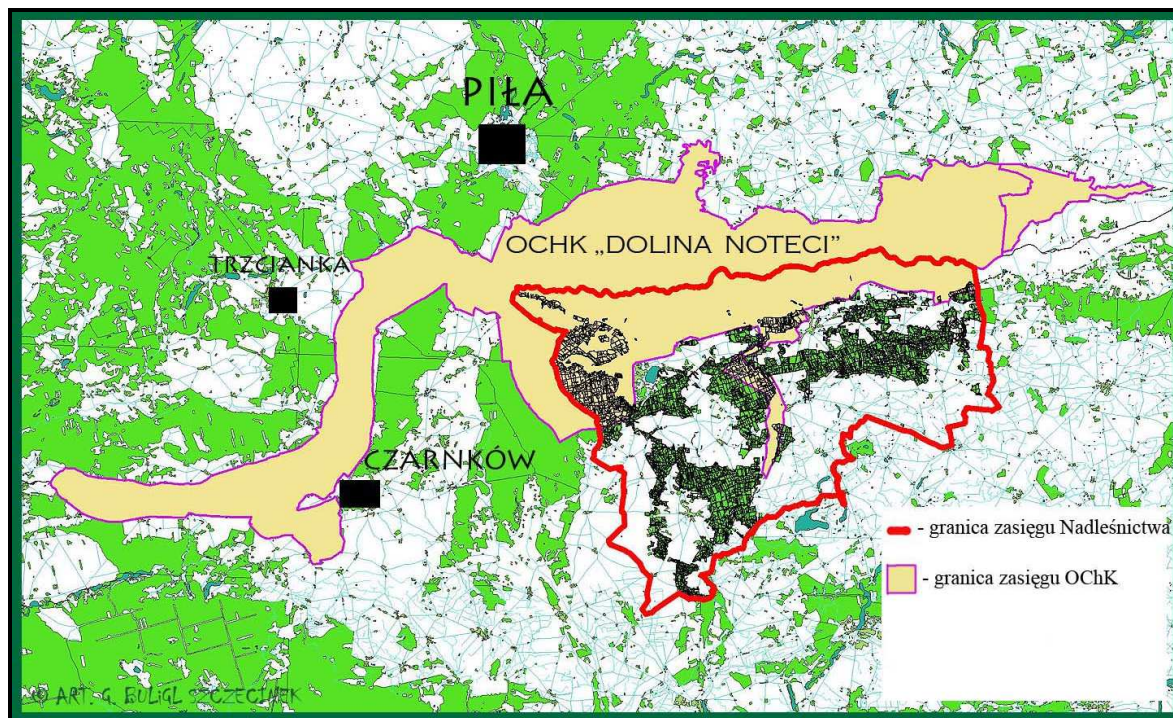 PIŁA
OCHK „DOLINA NOTECI”
TRZCIANKA
CZARNKÓW
- granica zasięgu Nadleśnictwa
- granica zasięgu OChK
© ART. G. BULiGL SZCZECINEK